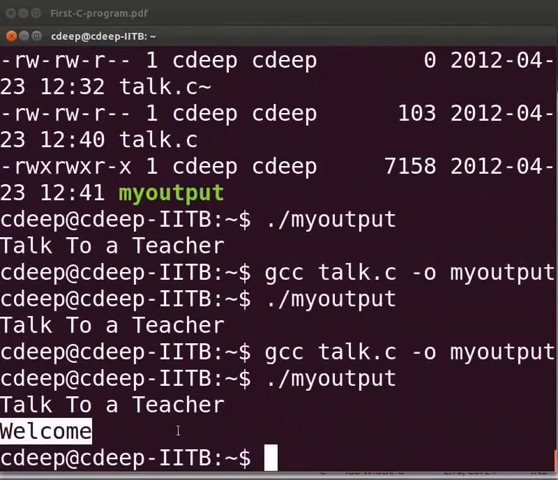 First-C-program.pdf
cdeep@cdeep-IITB: ~
-rw-rw-r-- 1 cdeep cdeep 0 2012-04-
23 12:32 talk.c~
-rw-rw-r-- 1 cdeep cdeep 103 2012-04-
23 12:40 talk.c
-rwxrwxr-x 1 cdeep cdeep 7158 2012-04-
23 12:41 myoutput
cdeep@cdeep-IITB:~$ ./myoutput
Talk To a Teacher
cdeep@cdeep-IITB:~$ gcc talk.c -o myoutput
cdeep@cdeep-IITB:~$ ./myoutput
Talk To a Teacher
cdeep@cdeep-IITB:~$ gcc talk.c -o myoutput
cdeep@cdeep-IITB:~$ ./myoutput
Talk To a Teacher
Welcome
cdeep@cdeep-IITB:~$